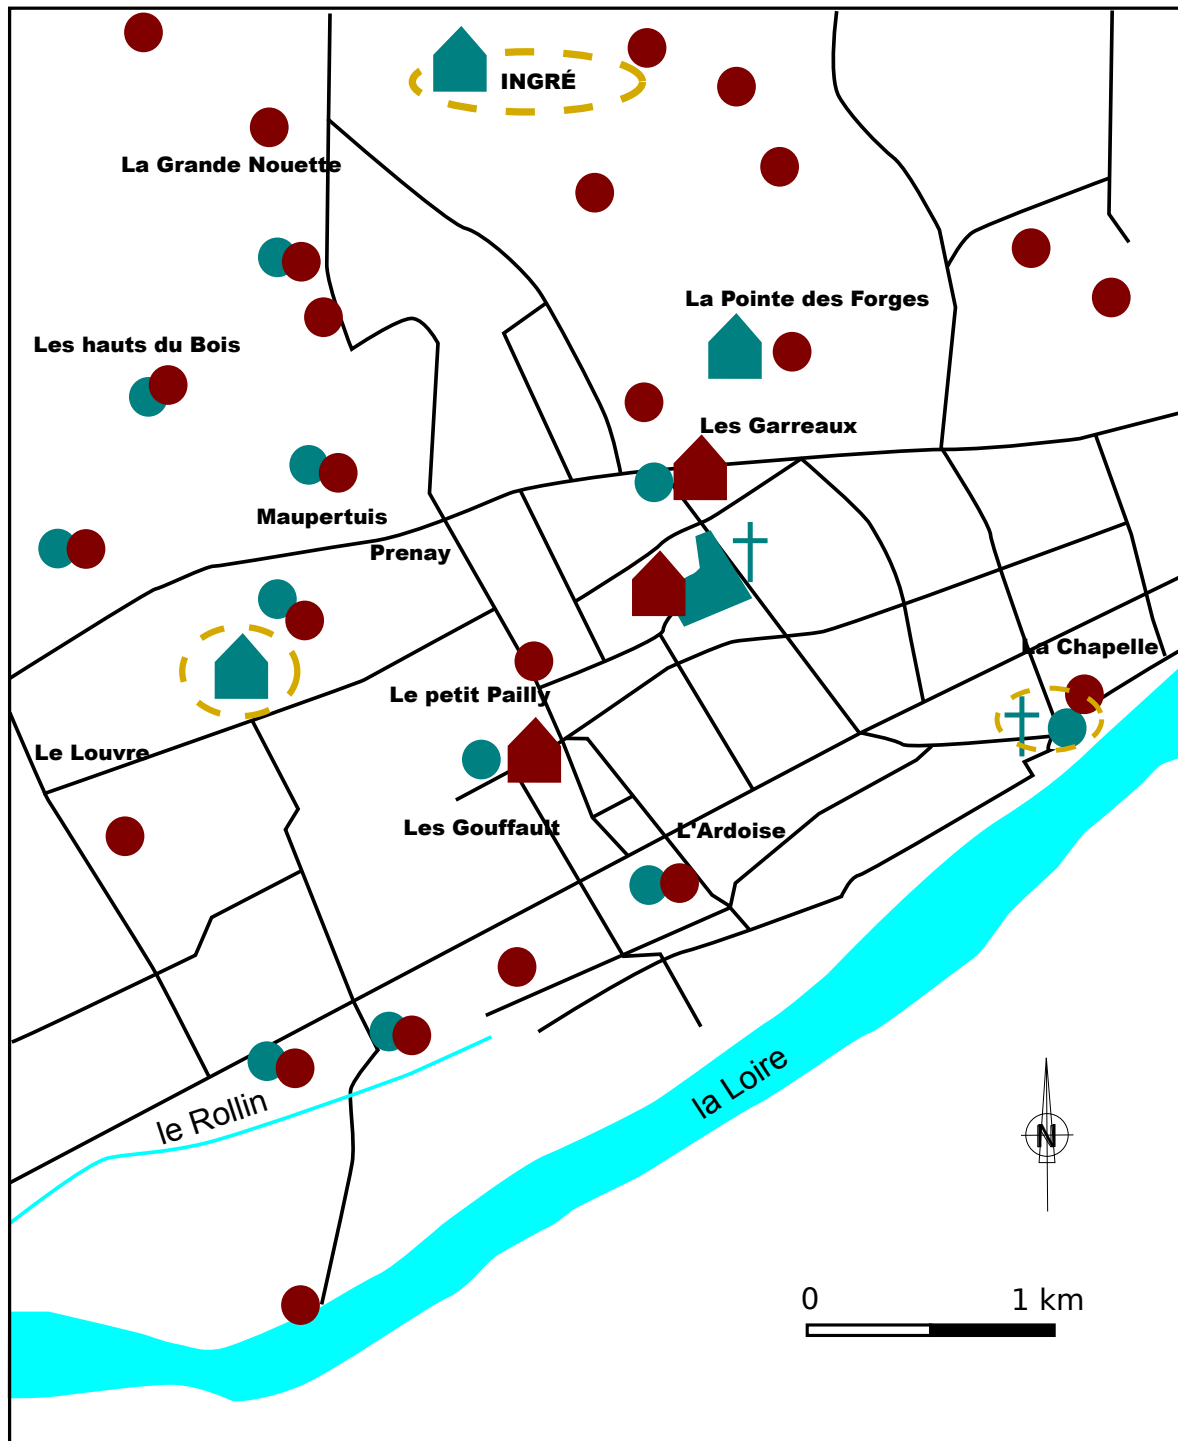 INGRÉ
La Grande Nouette
La Pointe des Forges
Les hauts du Bois
Les Garreaux
Maupertuis
Prenay
La Chapelle
Le petit Pailly
Le Louvre
Les Gouffault
L'Ardoise
la Loire
le Rollin
N
0 1 km